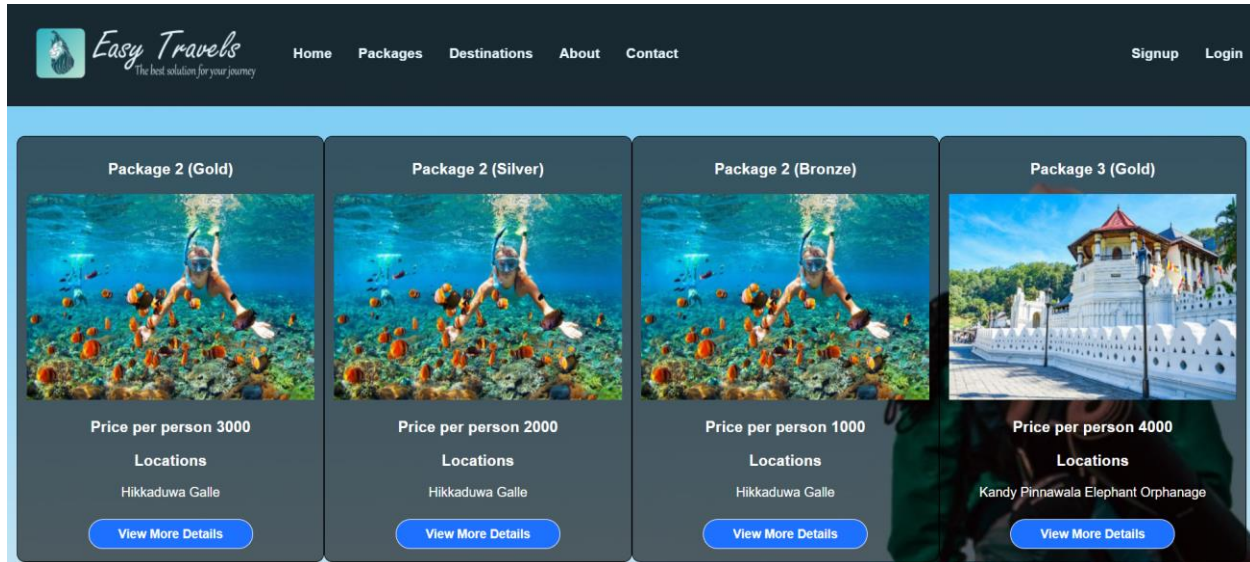 Easy Travels
The best solution for your journey
Home Packages Destinations About Contact Signup Login
Package 2 (Gold)
Price per person 3000
Locations
Hikkaduwa Galle
View More Details
Package 2 (Silver)
Price per person 2000
Locations
Hikkaduwa Galle
View More Details
Package 2 (Bronze)
Price per person 1000
Locations
Hikkaduwa Galle
View More Details
Package 3 (Gold)
Price per person 4000
Locations
Kandy Pinnawala Elephant Orphanage
View More Details